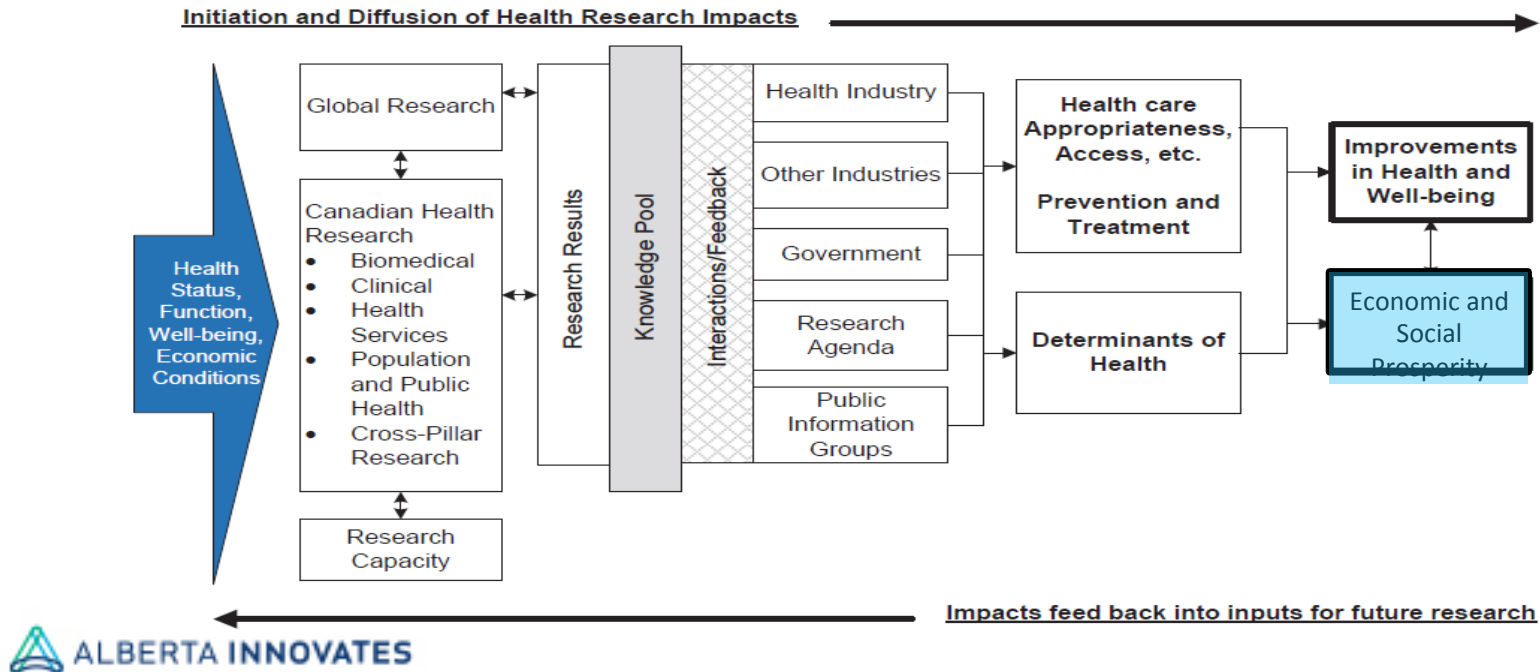 Initiation and Diffusion of Health Research Impacts
Health
Status,
Function,
Well-being,
Economic
Conditions
Global Research
Canadian Health
Research
• Biomedical
• Clinical
• Health
Services
• Population
and Public
Health
• Cross-Pillar
Research
Research
Capacity
Research Results
Knowledge Pool
Interactions/Feedback
Health Industry
Other Industries
Government
Research
Agenda
Public
Information
Groups
Health care
Appropriateness,
Access, etc.
Prevention and
Treatment
Determinants of
Health
Improvements
in Health and
Well-being
Economic and
Social
Prosperity
Impacts feed back into inputs for future research
ALBERTA INNOVATES